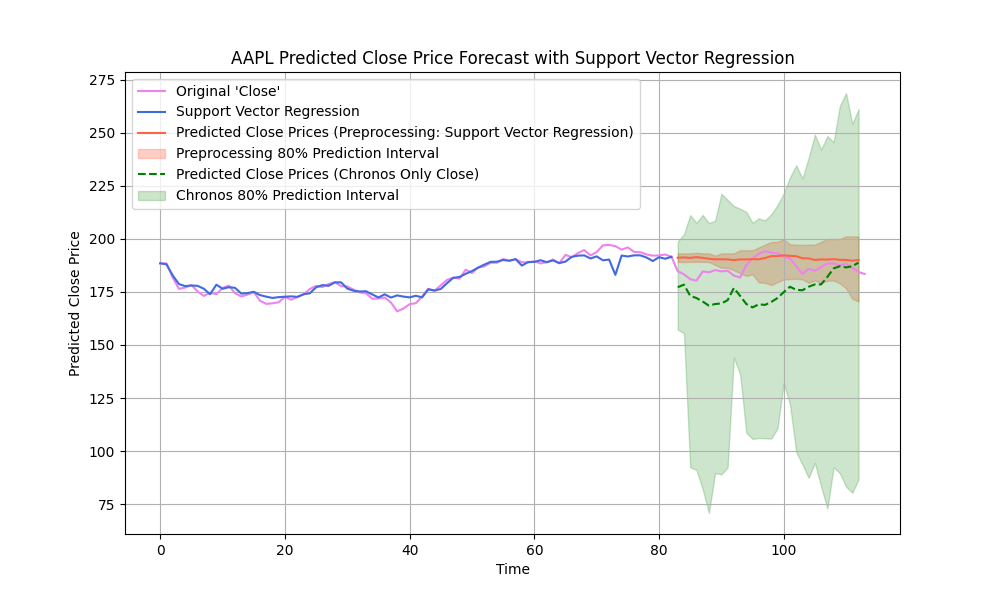 AAPL Predicted Close Price Forecast with Support Vector Regression
275
250
225
200
175
150
125
100
75
Predicted Close Price
Original 'Close'
Support Vector Regression
Predicted Close Prices (Preprocessing: Support Vector Regression)
Preprocessing 80% Prediction Interval
Predicted Close Prices (Chronos Only Close)
Chronos 80% Prediction Interval
0
20
40
60
80
100
Time